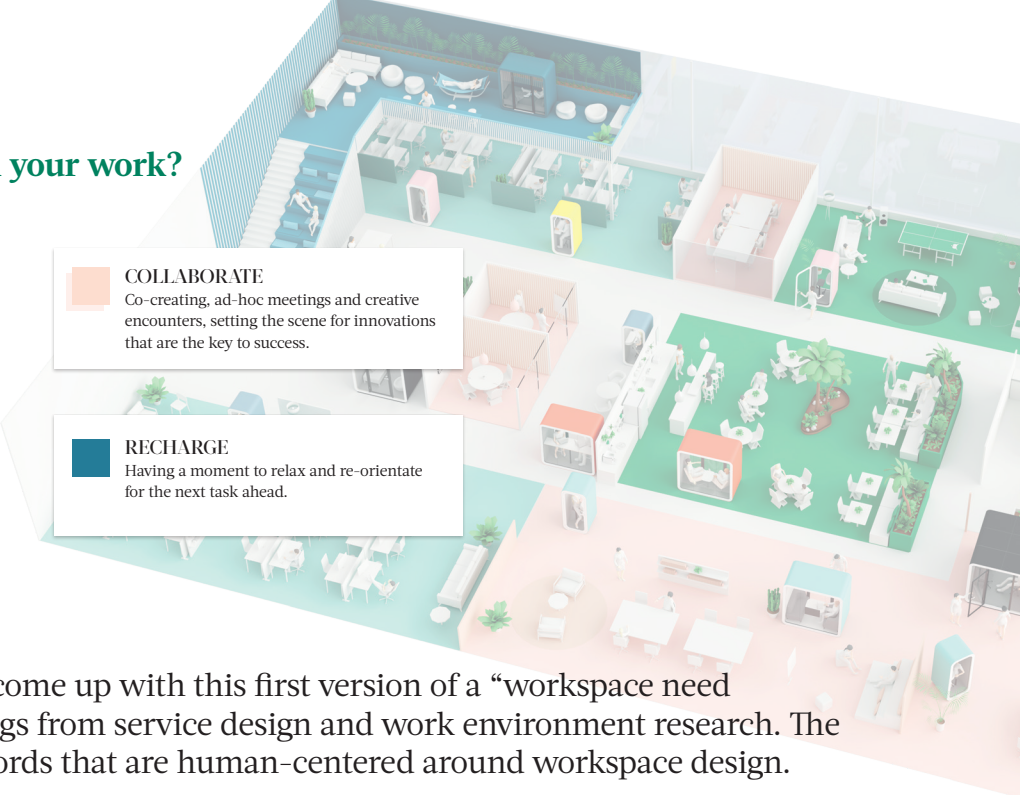 your work?
COLLABORATE
Co-creating, ad-hoc meetings and creative
encounters, setting the scene for innovations
that are the key to success.
RECHARGE
Having a moment to relax and re-orientate
for the next task ahead.
come up with this first version of a “workspace need
gs from service design and work environment research. The
ords that are human-centered around workspace design.